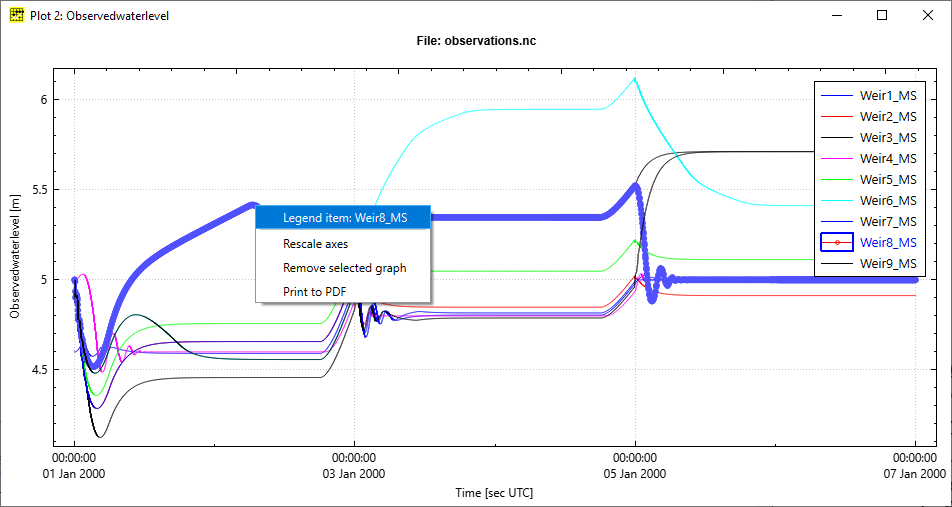 Plot 2: Observedwaterlevel
File: observations.nc
Observedwaterlevel [m]
6
5.5
5
4.5
Weir1_MS
Weir2_MS
Weir3_MS
Weir4_MS
Weir5_MS
Weir6_MS
Weir7_MS
Weir8_MS
Weir9_MS
Legend item: Weir8_MS
Rescale axes
Remove selected graph
Print to PDF
00:00:00 00:00:00 00:00:00 00:00:00
01 Jan 2000 03 Jan 2000 05 Jan 2000 07 Jan 2000
Time [sec UTC]